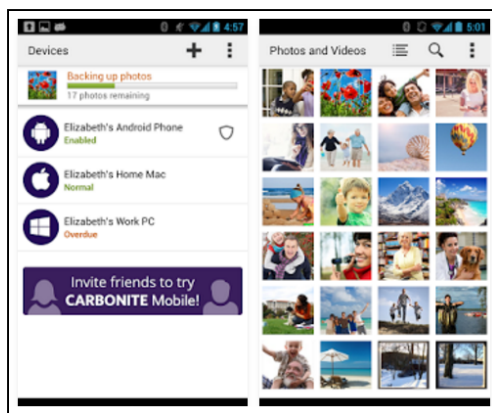 4:57
Devices
Backing up photos
17 photos remaining
Elizabeth's Android Phone
Enabled
Elizabeth's Home Mac
Normal
Elizabeth's Work PC
Overdue
Invite friends to try
CARBONITE Mobile!
5:01
Photos and Videos